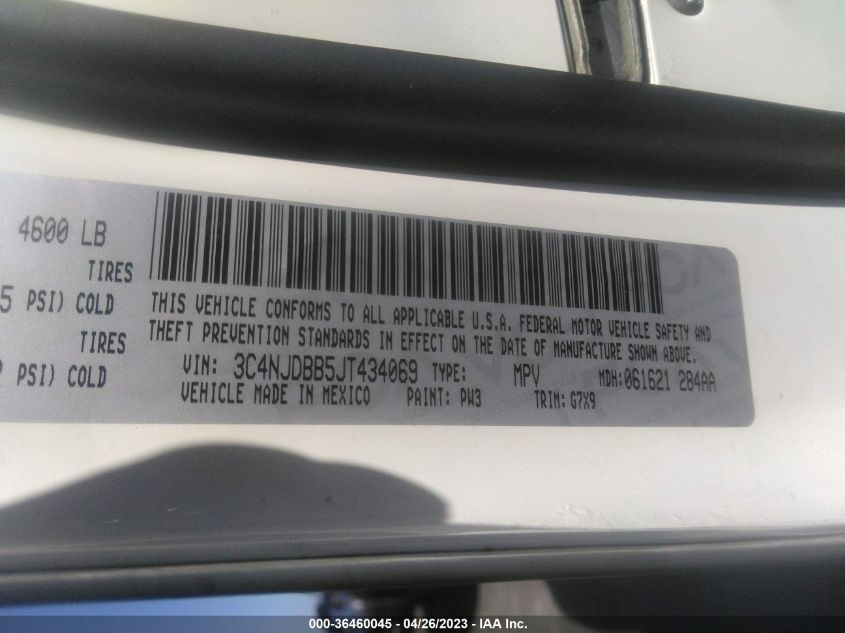 4600 LB
TIRES
5 PSI) COLD
TIRES
PSI) COLD
THIS VEHICLE CONFORMS TO ALL APPLICABLE U.S.A. FEDERAL MOTOR VEHICLE SAFETY AND
THEFT PREVENTION STANDARDS IN EFFECT ON THE DATE OF MANUFACTURE SHOWN ABOVE.
VIN: 3C4NJDBB5JT434069 TYPE: MPV MDH:061621 284AA
VEHICLE MADE IN MEXICO PAINT: PW3 TRIM: G7X9
000-36460045 - 04/26/2023 - IAA Inc.